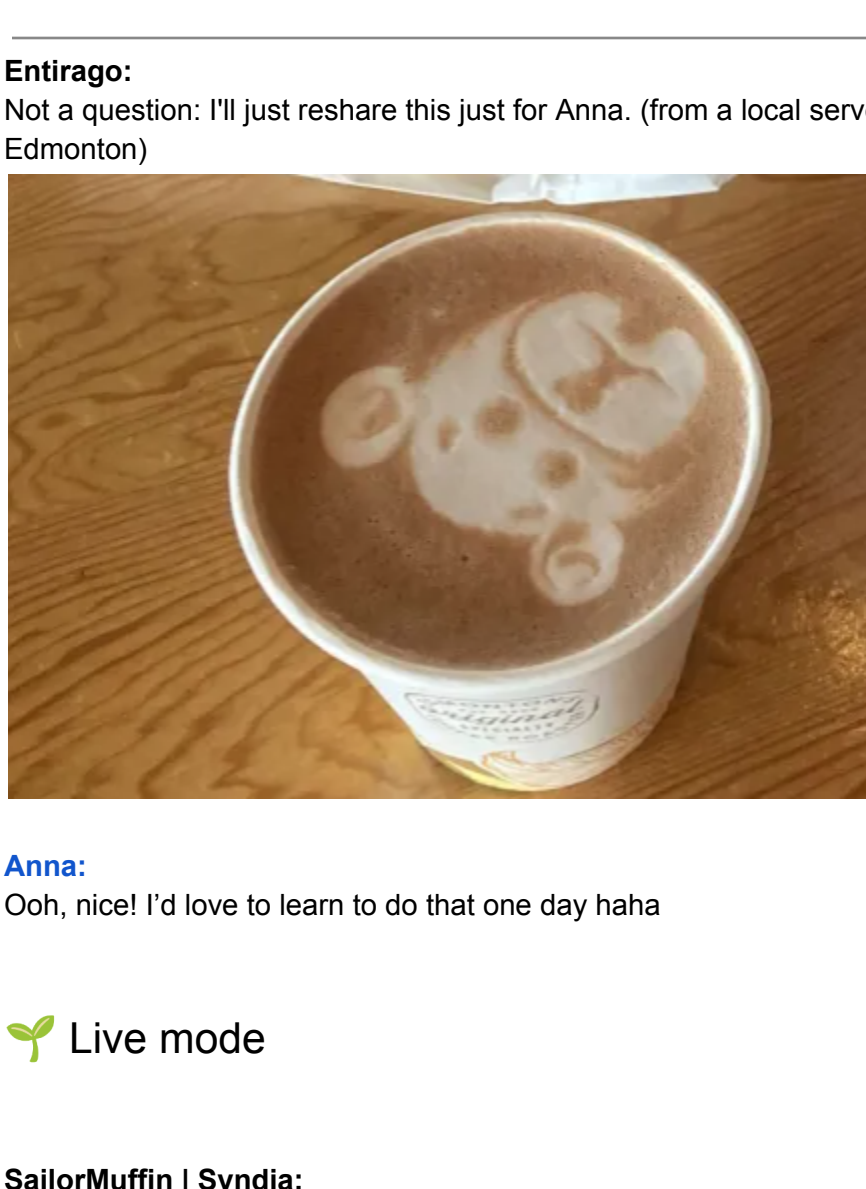 Entirago:
Not a question: I'll just reshare this just for Anna. (from a local serv
Edmonton)
original
Anna:
Ooh, nice! I’d love to learn to do that one day haha
🌱 Live mode
SailorMuffin | Syndia: